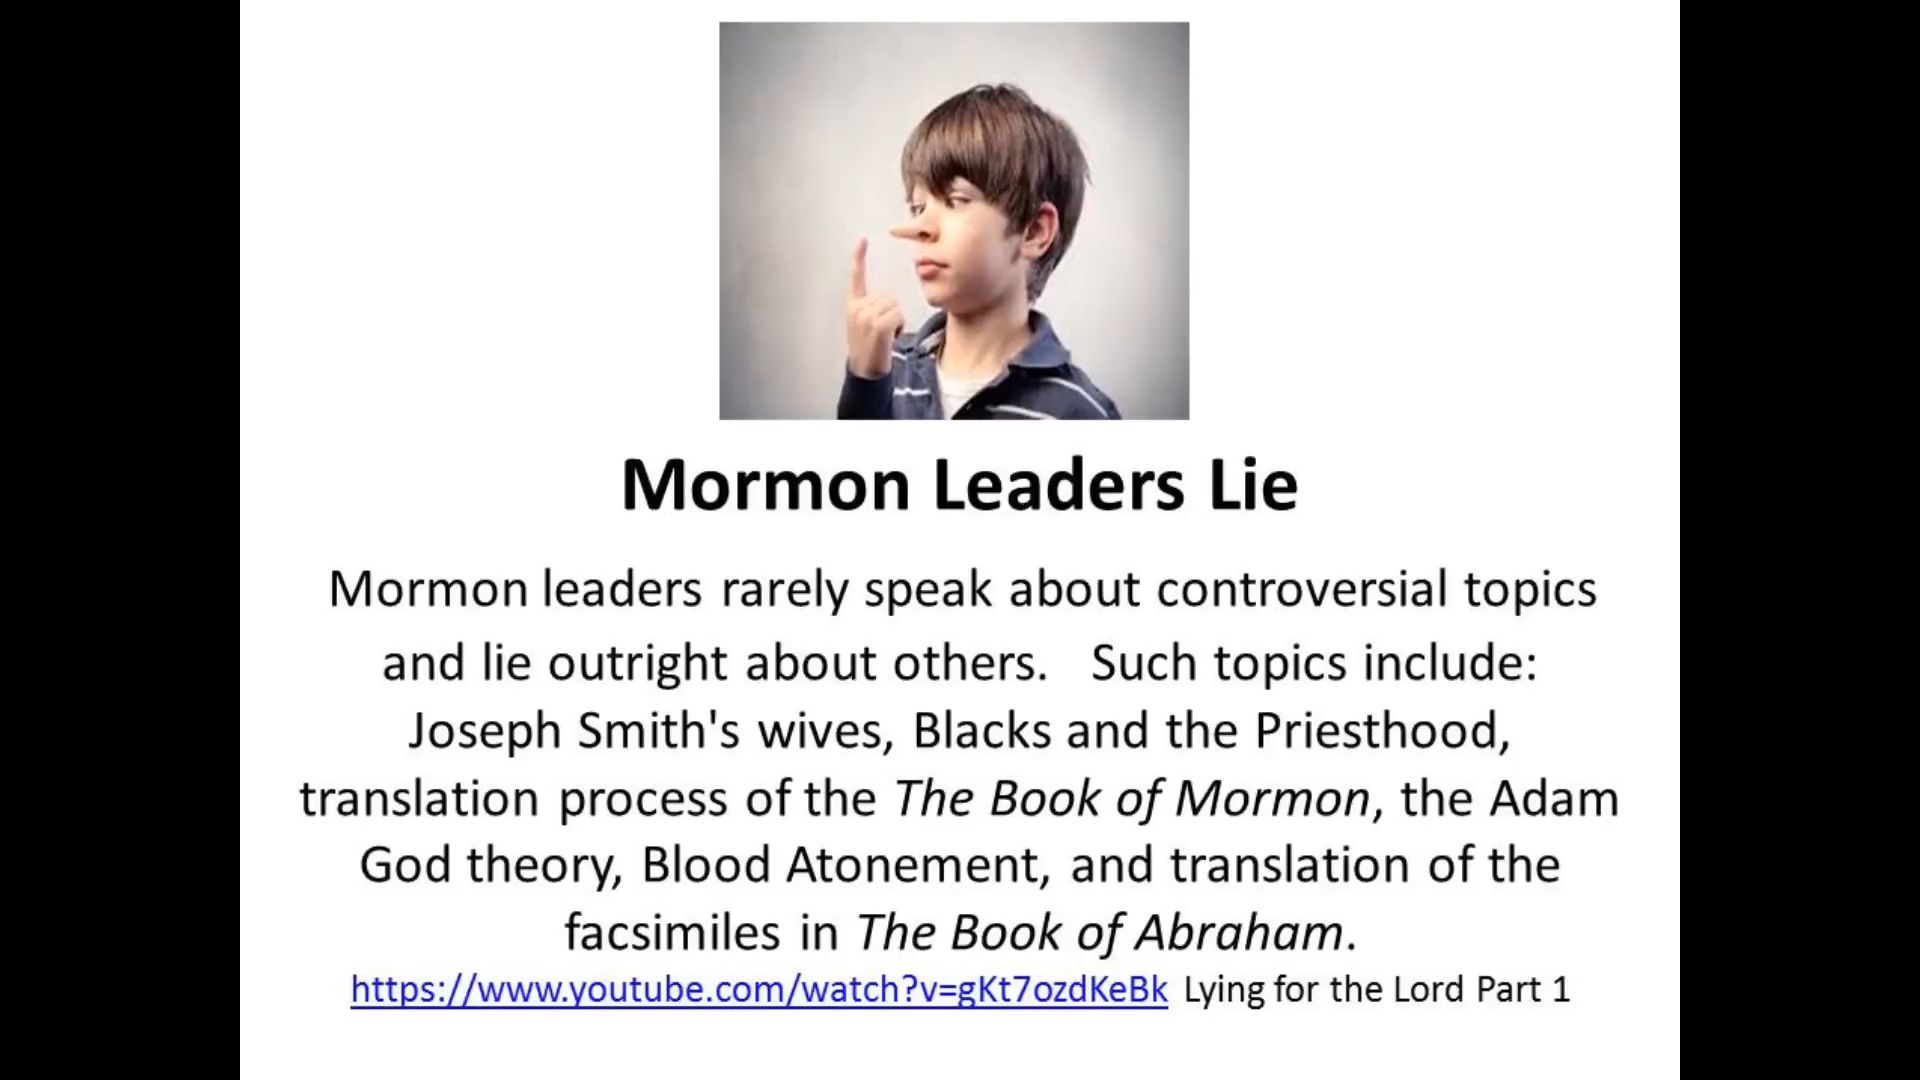 Mormon Leaders Lie
Mormon leaders rarely speak about controversial topics
and lie outright about others.   Such topics include:
Joseph Smith's wives, Blacks and the Priesthood,
translation process of the The Book of Mormon, the Adam
God theory, Blood Atonement, and translation of the
facsimiles in The Book of Abraham.
https://www.youtube.com/watch?v=gKt7ozdKeBk Lying for the Lord Part 1